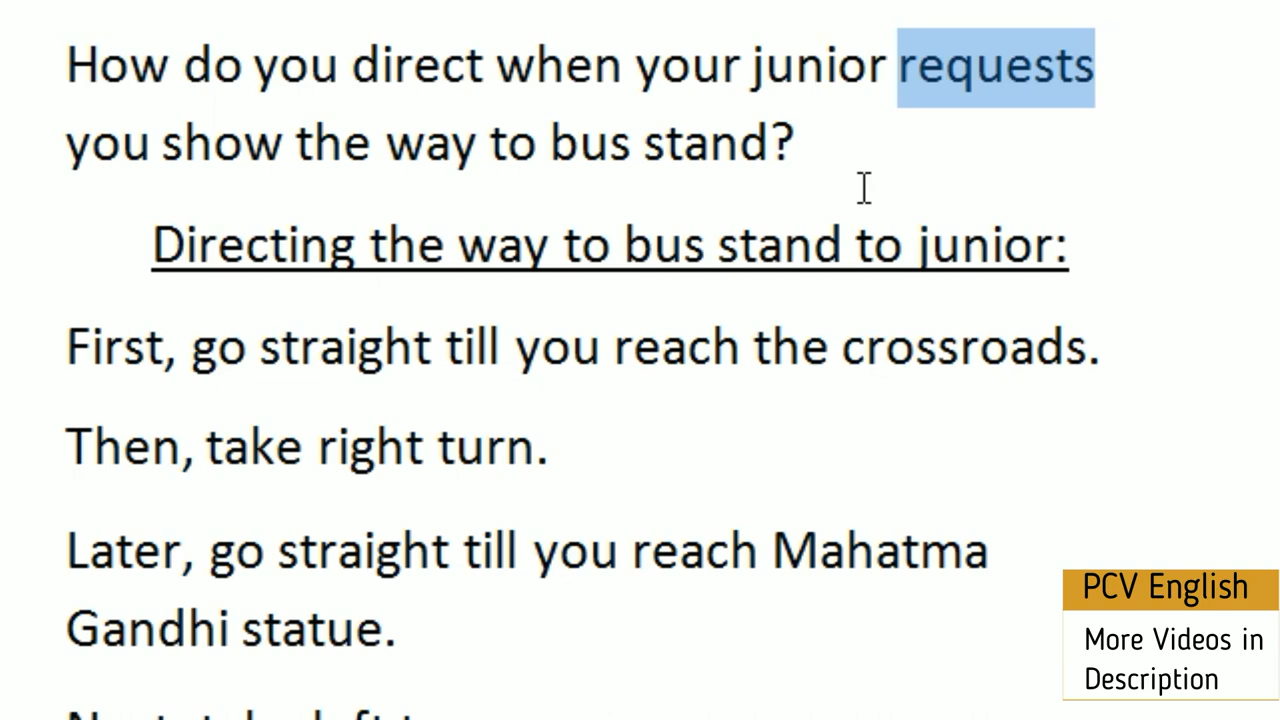 How do you direct when your junior requests
you show the way to bus stand?
Directing the way to bus stand to junior:
First, go straight till you reach the crossroads.
Then, take right turn.
Later, go straight till you reach Mahatma
Gandhi statue.
PCV English
More Videos in
Description